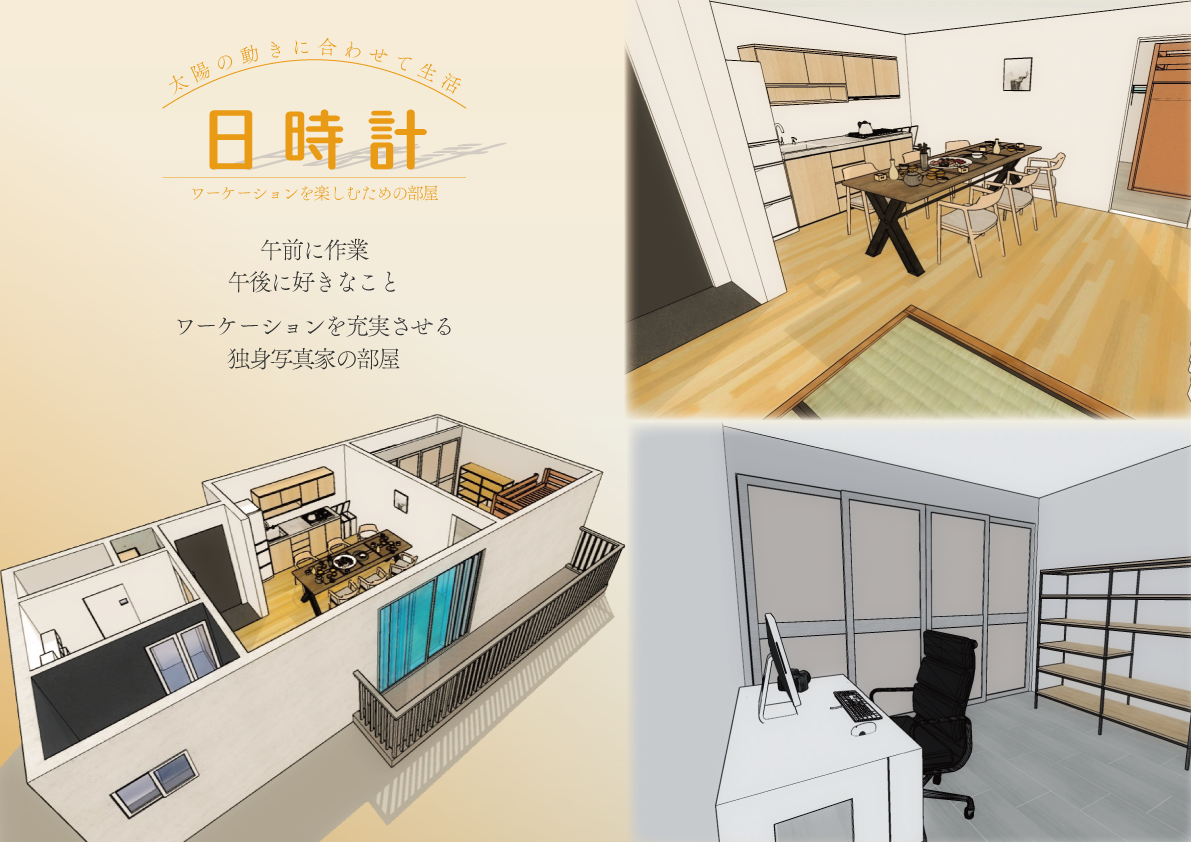 太陽の動きに合わせて生活
日時計
ワーケーションを楽しむための部屋
午前に作業
午後に好きなこと
ワーケーションを充実させる
独身写真家の部屋